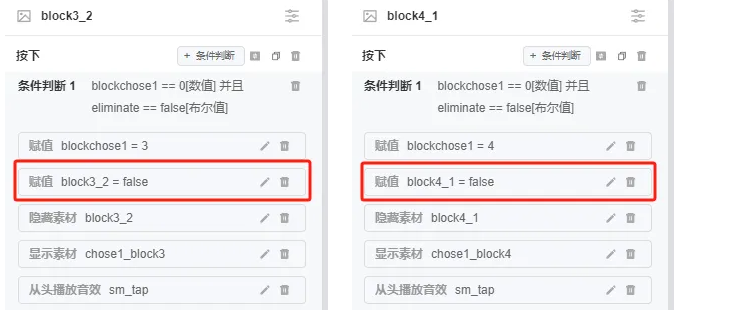 block3_2
按下
+ 条件判断
条件判断 1 blockchose1 == 0[数值] 并且
eliminate == false[布尔值]
赋值 blockchose1 = 3
赋值 block3_2 = false
隐藏素材 block3_2
显示素材 chose1_block3
从头播放音效 sm_tap
block4_1
按下
+ 条件判断
条件判断 1 blockchose1 == 0[数值] 并且
eliminate == false[布尔值]
赋值 blockchose1 = 4
赋值 block4_1 = false
隐藏素材 block4_1
显示素材 chose1_block4
从头播放音效 sm_tap